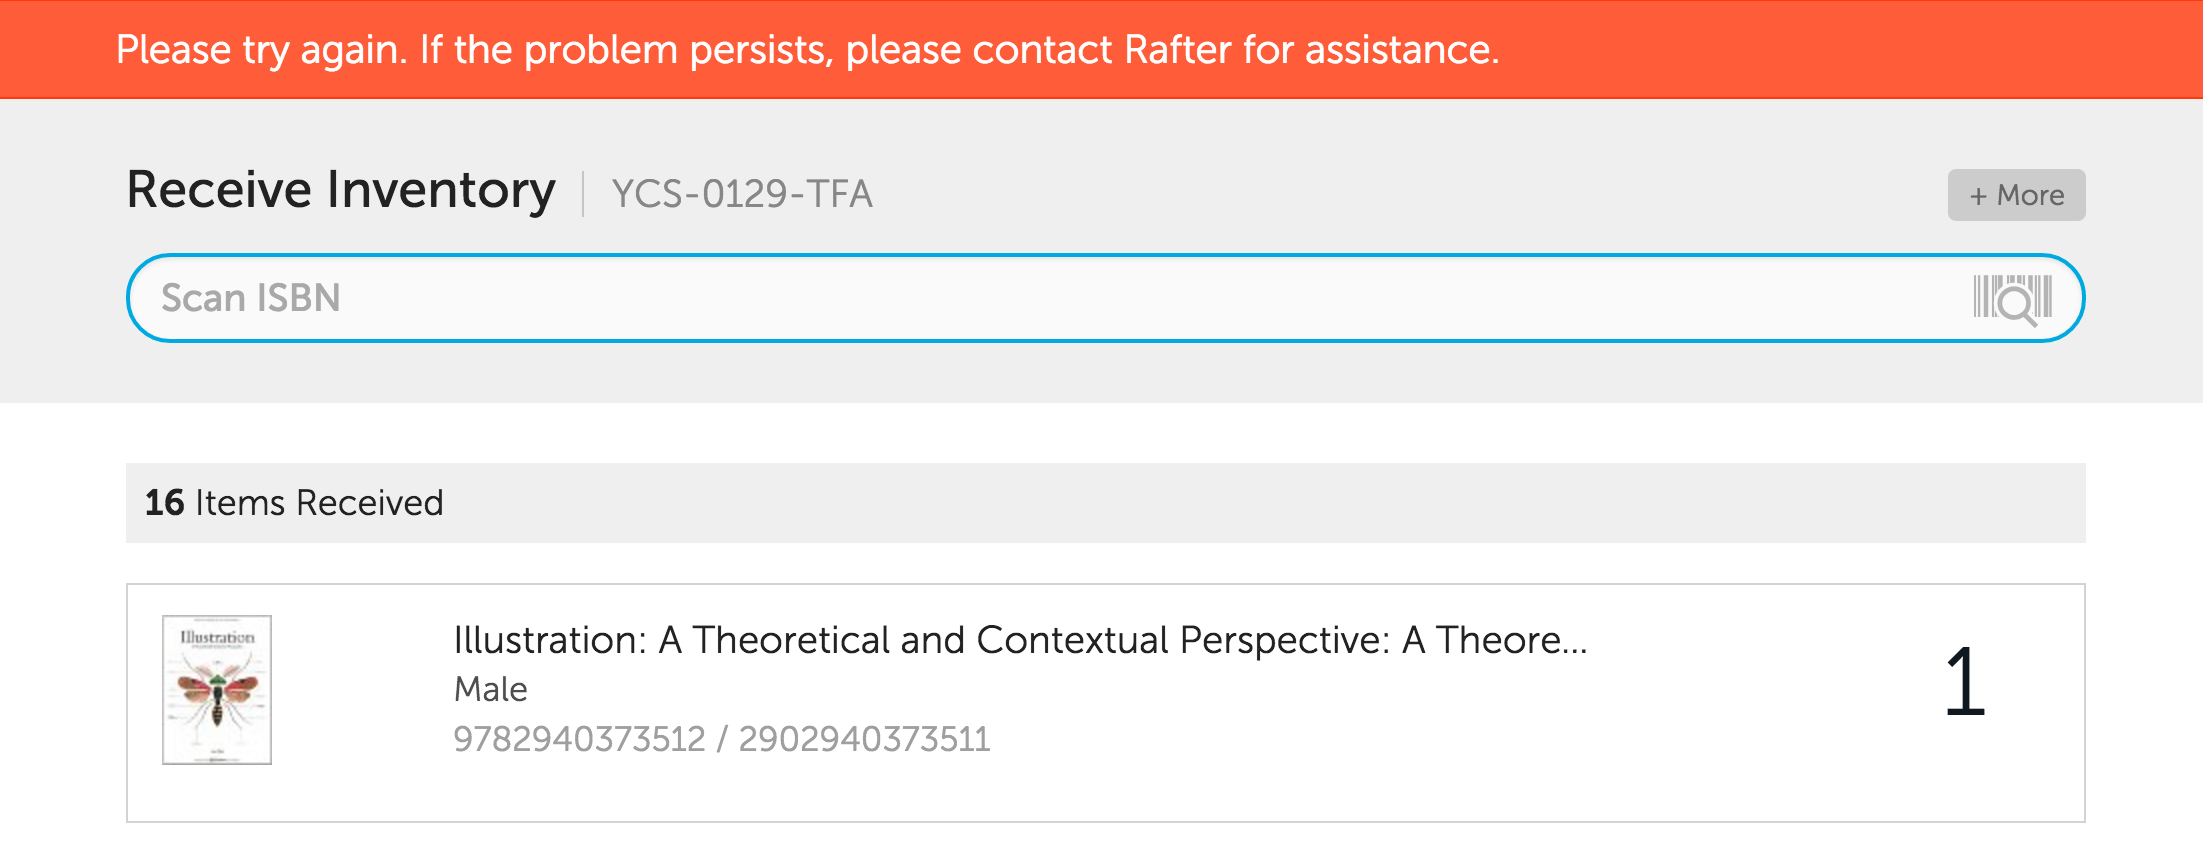 Please try again. If the problem persists, please contact Rafter for assistance.
Receive Inventory
YCS-0129-TFA
+ More
Scan ISBN
16 Items Received
Illustration
Illustration: A Theoretical and Contextual Perspective: A Theore...
Male
9782940373512 / 2902940373511
1